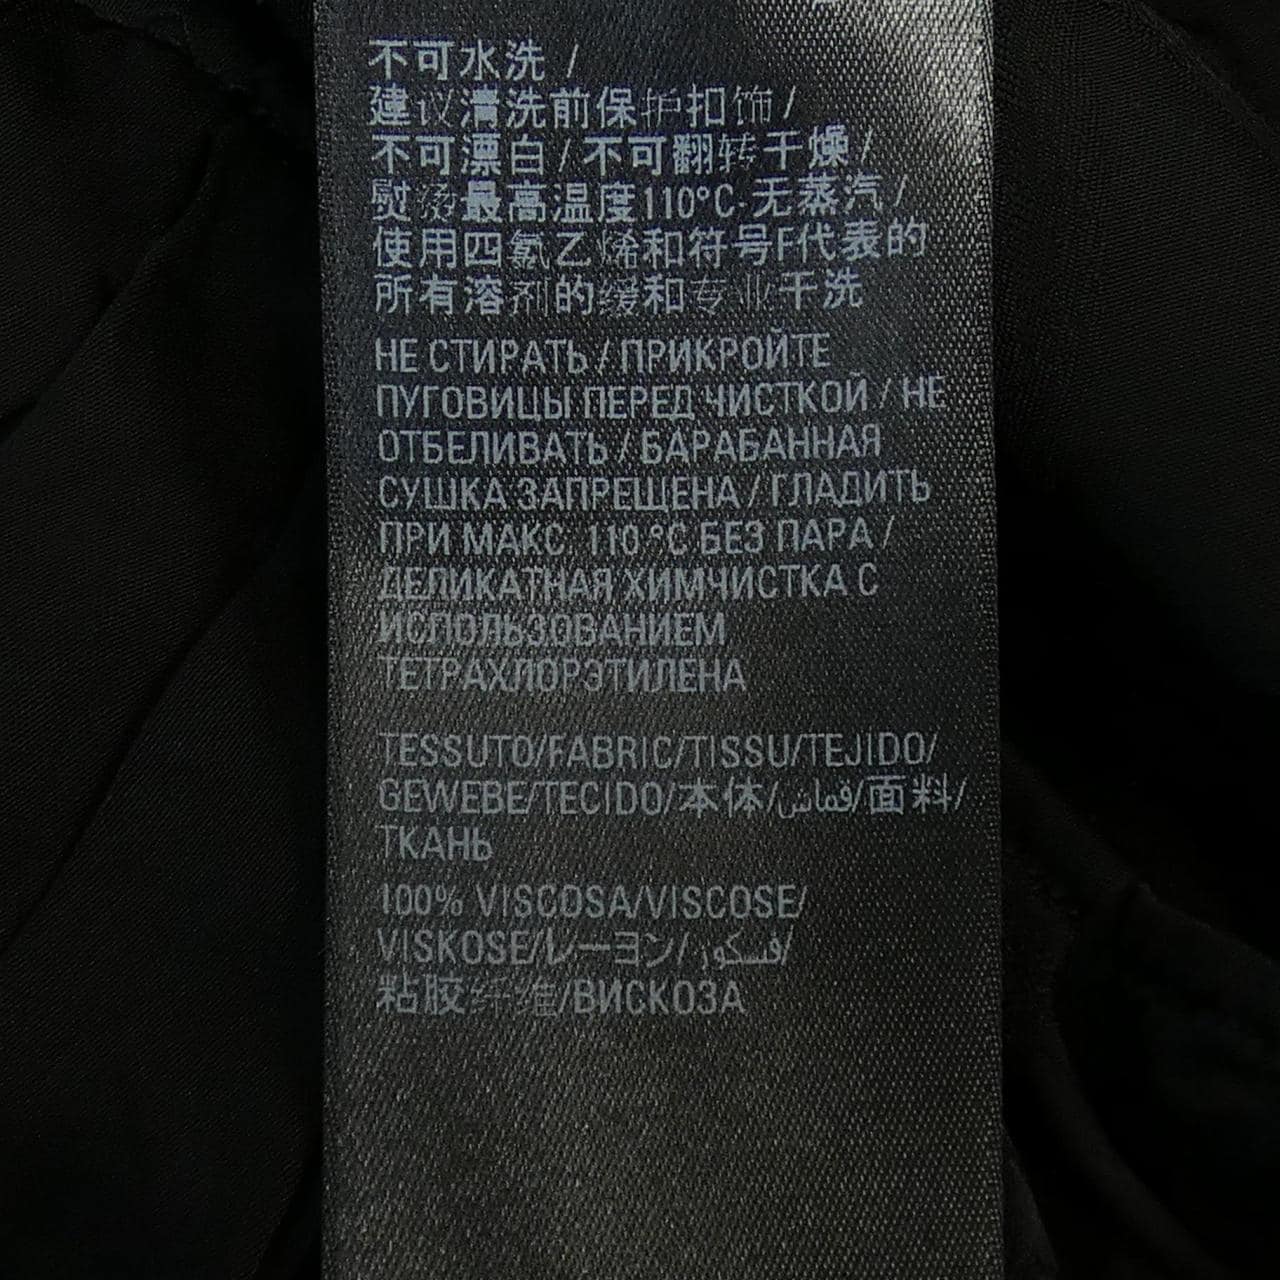 不可水洗 /
建议清洗前保护扣饰 /
不可漂白 / 不可翻转干燥 /
熨烫最高温度110°C-无蒸汽 /
使用四氯乙烯和符号F代表的
所有溶剂的缓和专业干洗
НЕ СТИРАТЬ / ПРИКРОЙТЕ
ПУГОВИЦЫ ПЕРЕД ЧИСТКОЙ / НЕ
ОТБЕЛИВАТЬ / БАРАБАННАЯ
СУШКА ЗАПРЕЩЕНА / ГЛАДИТЬ
ПРИ МАКС. 110 °C БЕЗ ПАРА /
ДЕЛИКАТНАЯ ХИМЧИСТКА С
ИСПОЛЬЗОВАНИЕМ
ТЕТРАХЛОРЭТИЛЕНА
TESSUTO/FABRIC/TISSU/TEJIDO/
GEWEBE/TECIDO/本体/قماش/面料/
ТКАНЬ
100% VISCOSA/VISCOSE/
VISKOSE/レーヨン/فسكوز/
粘胶纤维/ВИСКОЗА